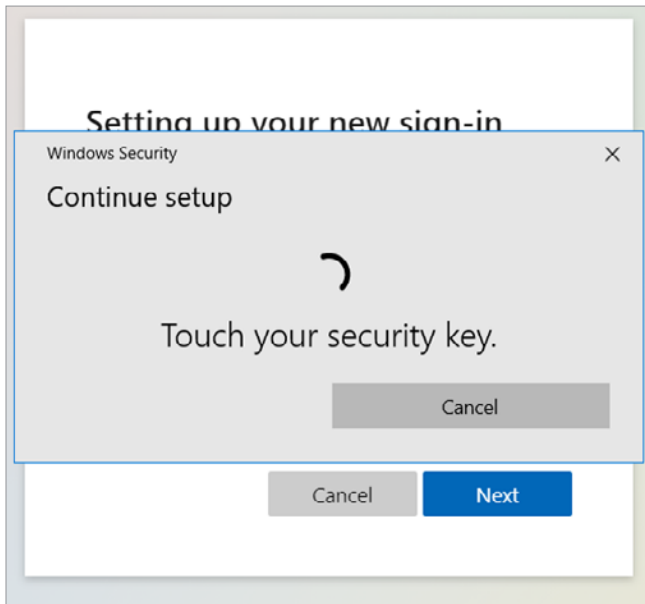 Setting up your new sign-in
Windows Security
Continue setup
Touch your security key.
Cancel
Cancel
Next